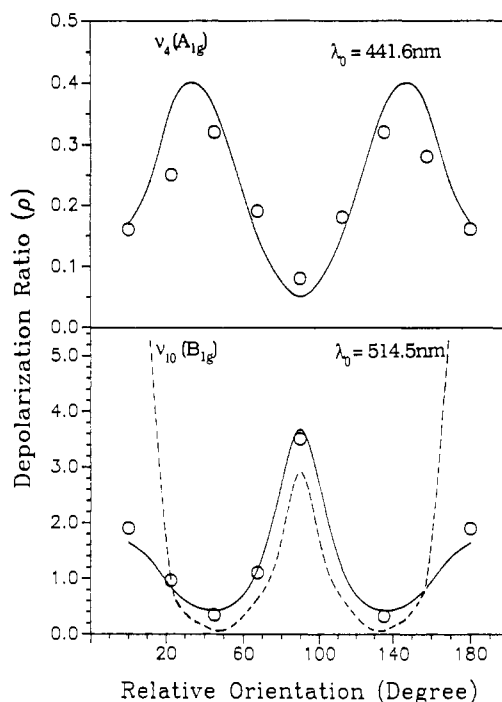 0.5
ν₄(A₁g) λ₀ = 441.6nm
0.4
0.3
0.2
0.1
0.0
Depolarization Ratio (ρ)
ν₁₀(B₁g) λ₀ = 514.5nm
5.0
4.0
3.0
2.0
1.0
0.0
20 60 100 140 180
Relative Orientation (Degree)